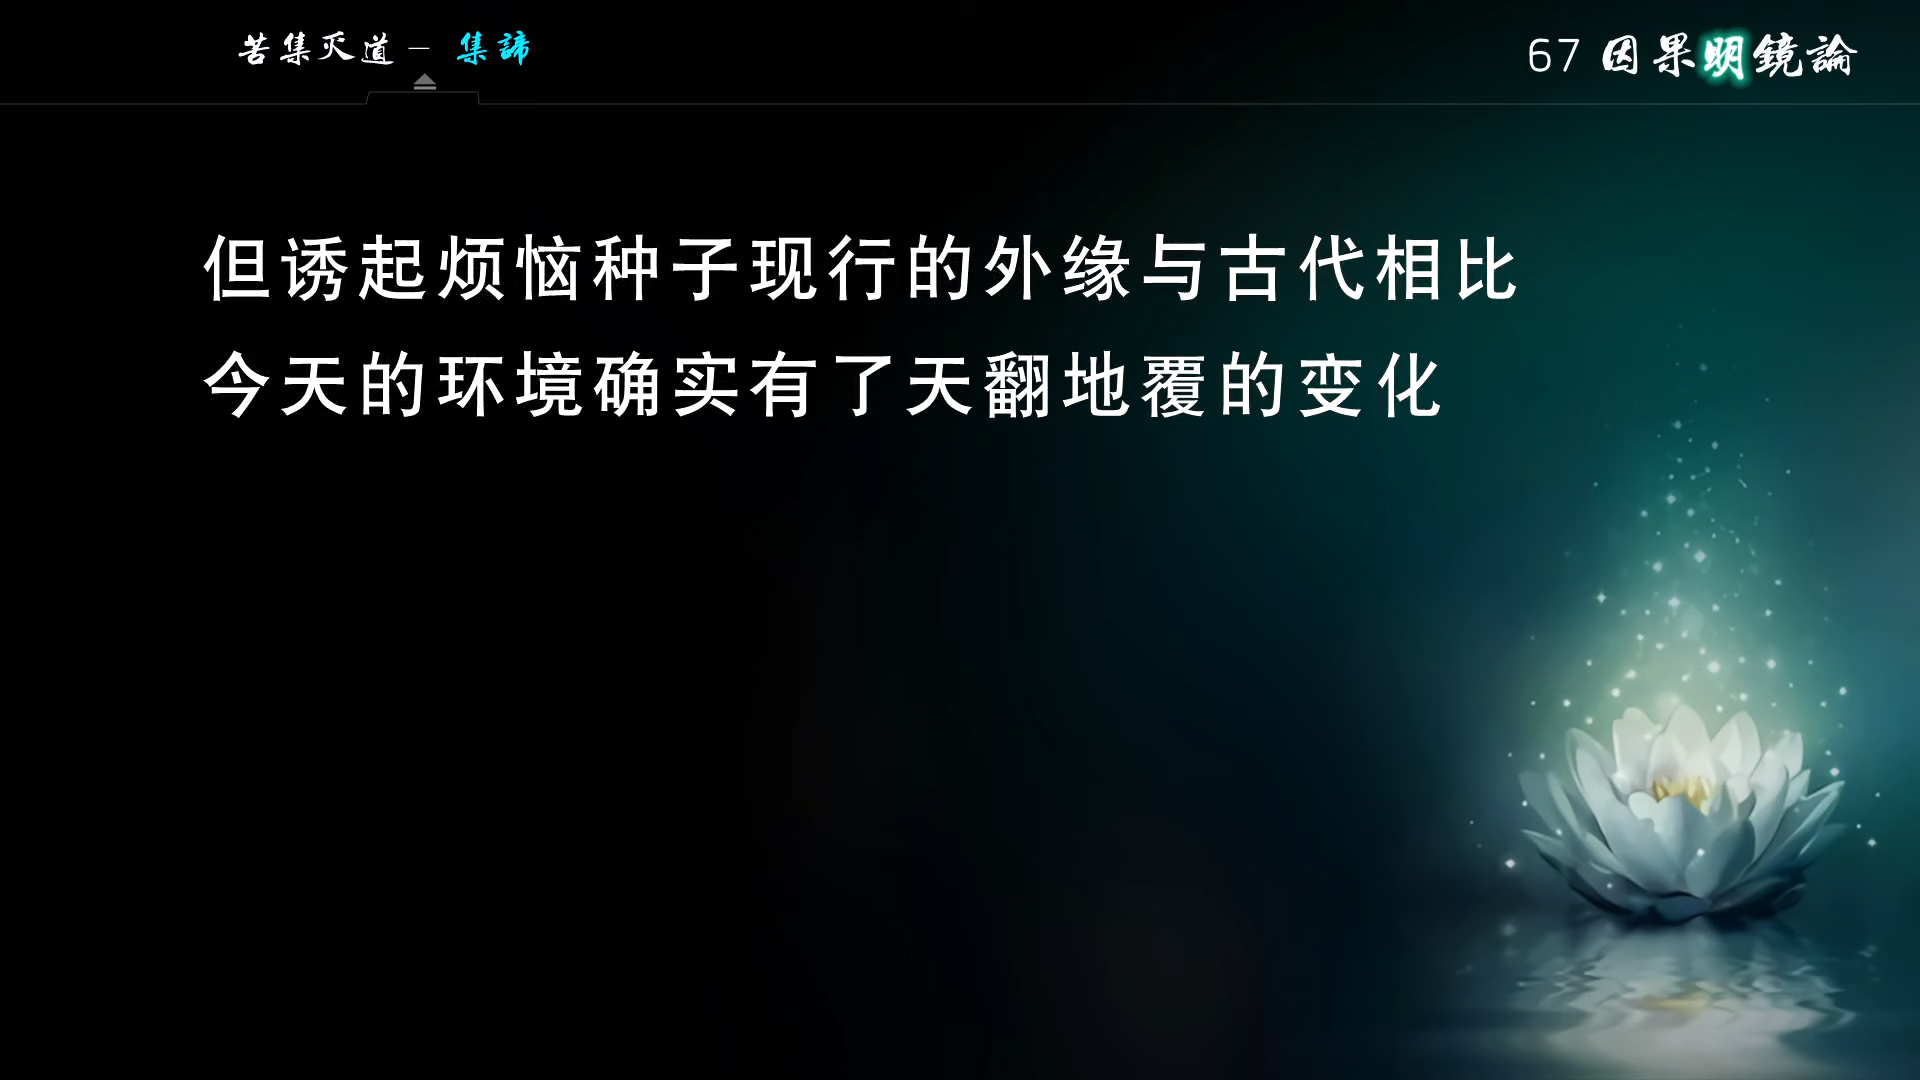 苦集灭道 — 集諦
67 因果明鏡論
但诱起烦恼种子现行的外缘与古代相比
今天的环境确实有了天翻地覆的变化